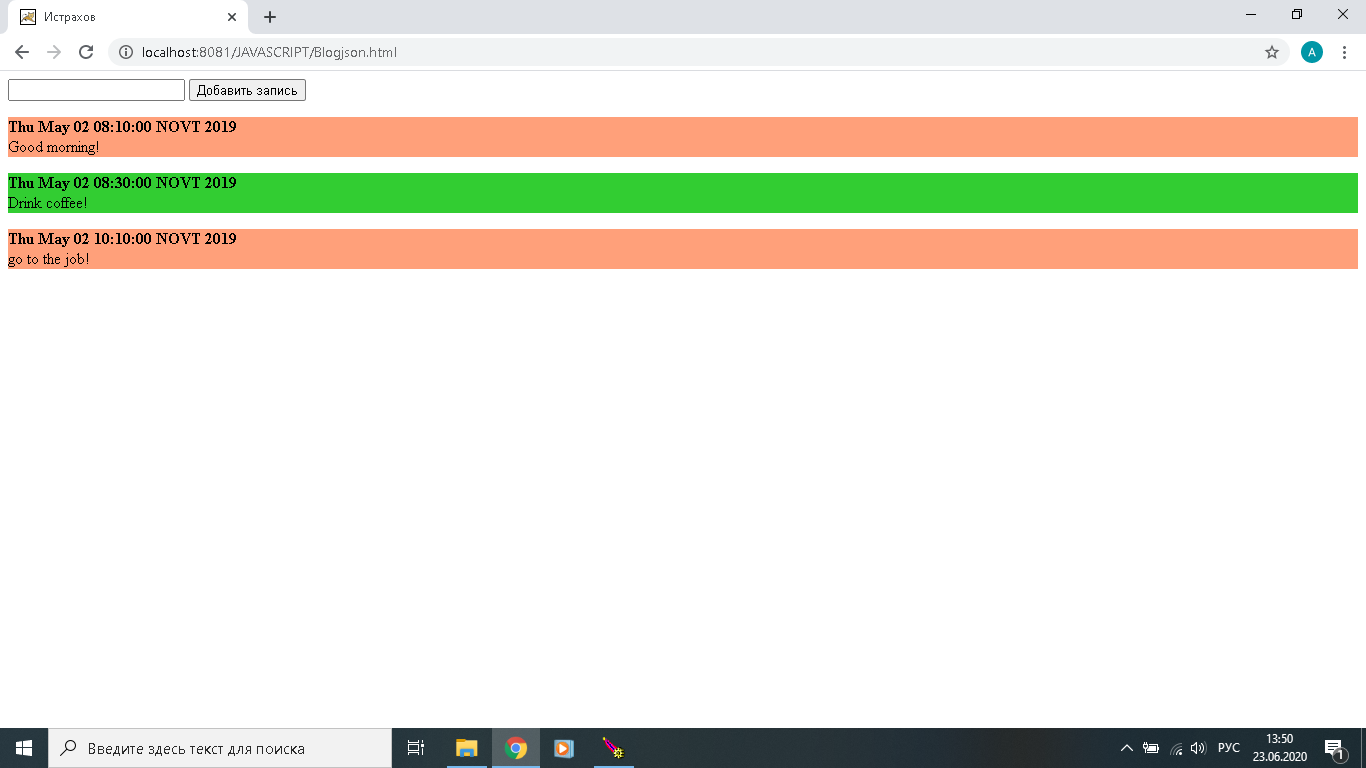 Истрахов
localhost:8081/JAVASCRIPT/Blogjson.html
A
Добавить запись
Thu May 02 08:10:00 NOVT 2019
Good morning!
Thu May 02 08:30:00 NOVT 2019
Drink coffee!
Thu May 02 10:10:00 NOVT 2019
go to the job!
Введите здесь текст для поиска
РУС
13:50
23.06.2020
1